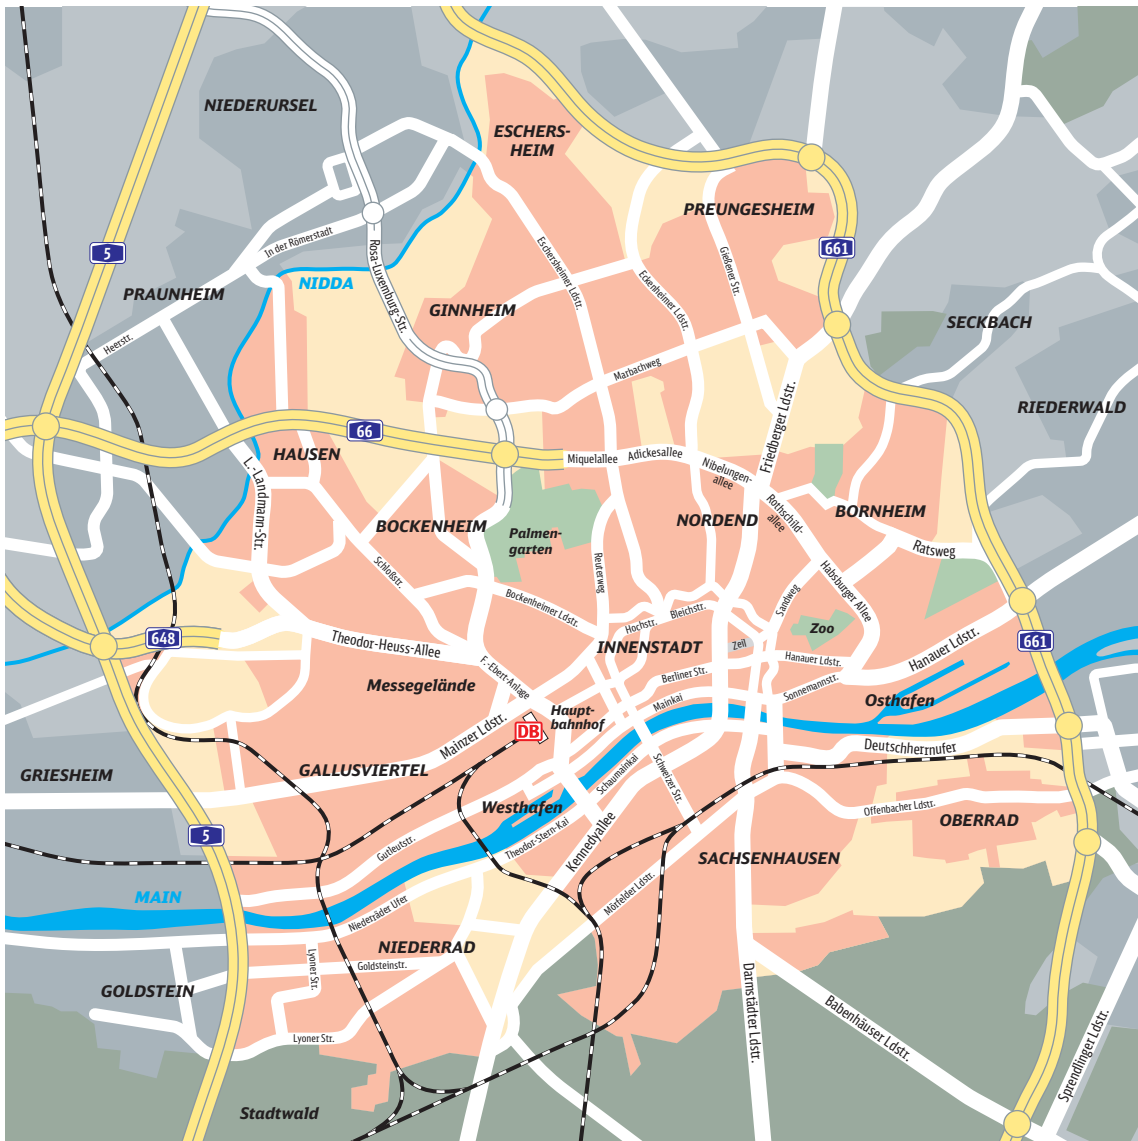 NIEDERURSEL
ESCHERS-
HEIM
PREUNGESHEIM
In der Römerstadt
5
661
Eschersheimer Ldstr.
Gießener Str.
Rosa-Luxemburg-Str.
NIDDA
PRAUNHEIM
Eckenheimer Ldstr.
GINNHEIM
SECKBACH
Heerstr.
Marbachweg
RIEDERWALD
Friedberger Ldstr.
66
HAUSEN
Miquelallee
Adickesallee
Nibelungen-
allee
L.-Landmann-Str.
BOCKENHEIM
Palmen-
garten
NORDEND
Rothschild-
allee
BORNHEIM
Ratsweg
Schloßstr.
Reuterweg
Habsburger Allee
Sandweg
Bockenheimer Ldstr.
Hochstr.
Bleichstr.
Zoo
648
Theodor-Heuss-Allee
INNENSTADT
Zeil
Hanauer Ldstr.
Hanauer Ldstr.
661
F.-Ebert-Anlage
Messegelände
Berliner Str.
Sonnemannstr.
Mainkai
Osthafen
Haupt-
bahnhof
DB
Mainzer Ldstr.
Deutschherrnufer
GRIESHEIM
GALLUSVIERTEL
Schaumainkai
Schweizer Str.
Westhafen
Offenbacher Ldstr.
OBERRAD
5
Gutleutstr.
Theodor-Stern-Kai
Kennedyallee
SACHSENHAUSEN
MAIN
Mörfelder Ldstr.
Niederräder Ufer
NIEDERRAD
Goldsteinstr.
Lyoner Str.
GOLDSTEIN
Darmstädter Ldstr.
Babenhäuser Ldstr.
Lyoner Str.
Sprendlinger Ldstr.
Stadtwald